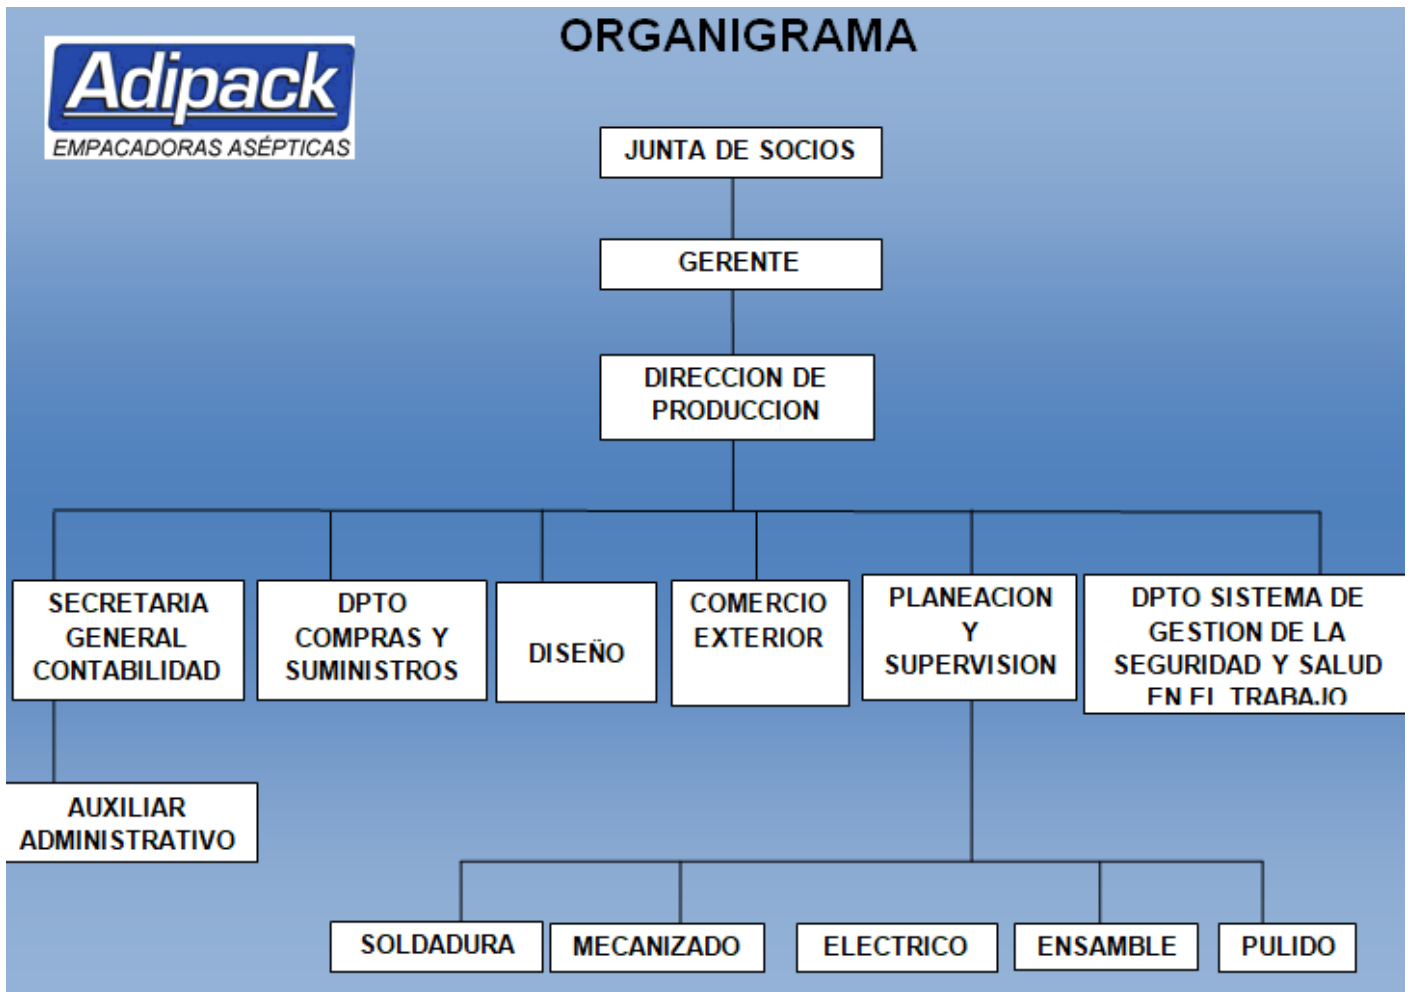 ORGANIGRAMA
Adipack
EMPACADORAS ASÉPTICAS
JUNTA DE SOCIOS
GERENTE
DIRECCION DE
PRODUCCION
SECRETARIA
GENERAL
CONTABILIDAD
DPTO
COMPRAS Y
SUMINISTROS
DISEÑO
COMERCIO
EXTERIOR
PLANEACION
Y
SUPERVISION
DPTO SISTEMA DE
GESTION DE LA
SEGURIDAD Y SALUD
EN EL TRABAJO
AUXILIAR
ADMINISTRATIVO
SOLDADURA
MECANIZADO
ELECTRICO
ENSAMBLE
PULIDO